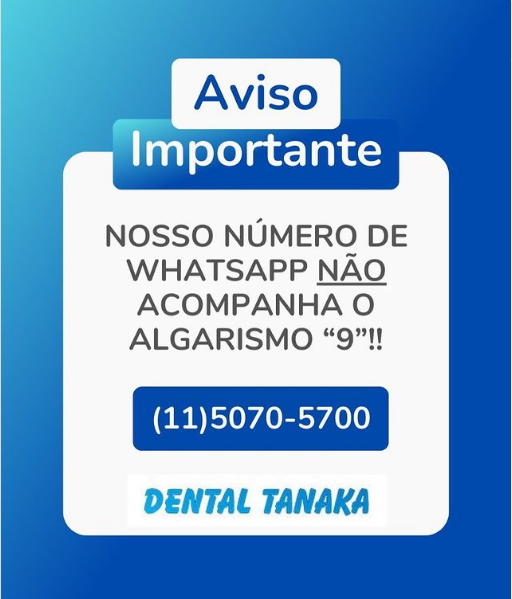 Aviso
Importante
NOSSO NÚMERO DE
WHATSAPP NÃO
ACOMPANHA O
ALGARISMO “9”!!
(11)5070-5700
DENTAL TANAKA